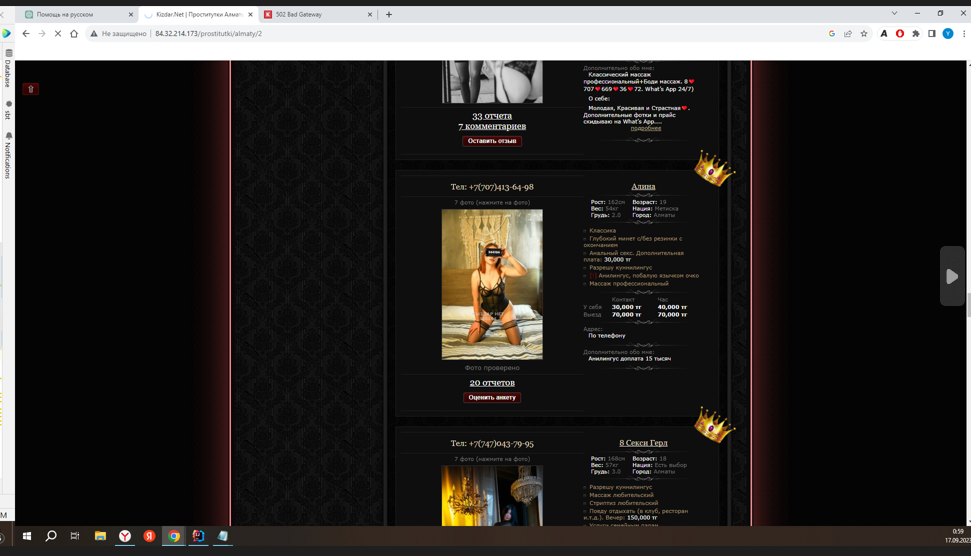 Помощь на русском
Kizdar.Net | Проститутки Алмат
502 Bad Gateway
Не защищено
84.32.214.173/prostitutki/almaty/2
Database
sbt
Notifications
33 отчета
7 комментариев
Оставить отзыв
Дополнительно обо мне:
Классический массаж
профессиональный+Боди массаж. 8❤
707❤669❤36❤72. What's App 24/7)
О себе:
Молодая, Красивая и Страстная❤.
Дополнительные фотки и прайс
скидываю на What's App....
подробнее
Тел: +7(707)413-64-98
7 фото (нажмите на фото)
Фото проверено
20 отчетов
Оценить анкету
Алина
Рост: 162см Возраст: 19
Вес: 54кг Нация: Метиска
Грудь: 2.0 Город: Алматы
Классика
Глубокий минет с/без резинки с
окончанием
Анальный секс. Дополнительная
плата: 30,000 тг
Разрешу куннилингус
Анилингус, побалую язычком очко
Массаж профессиональный
Контакт Час
У себя 30,000 тг 40,000 тг
Выезд 70,000 тг 70,000 тг
Адрес:
По телефону
Дополнительно обо мне:
Анилингус доплата 15 тысяч
Тел: +7(747)043-79-95
7 фото (нажмите на фото)
8 Секси Герл
Рост: 168см Возраст: 18
Вес: 57кг Нация: Есть выбор
Грудь: 3.0 Город: Алматы
Разрешу куннилингус
Массаж любительский
Стриптиз любительский
Поеду отдыхать (в клуб, ресторан
и.т.д.). Вечер: 150,000 тг
0:59
17.09.202